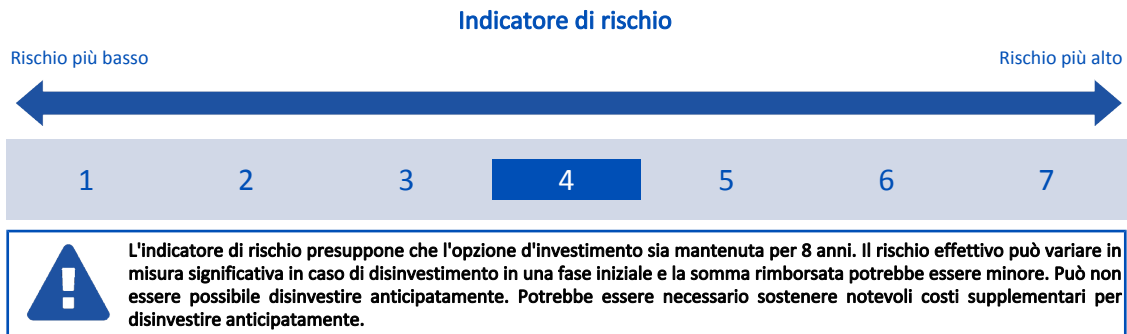 Indicatore di rischio
Rischio più basso
Rischio più alto
1 2 3 4 5 6 7
L'indicatore di rischio presuppone che l'opzione d'investimento sia mantenuta per 8 anni. Il rischio effettivo può variare in
misura significativa in caso di disinvestimento in una fase iniziale e la somma rimborsata potrebbe essere minore. Può non
essere possibile disinvestire anticipatamente. Potrebbe essere necessario sostenere notevoli costi supplementari per
disinvestire anticipatamente.